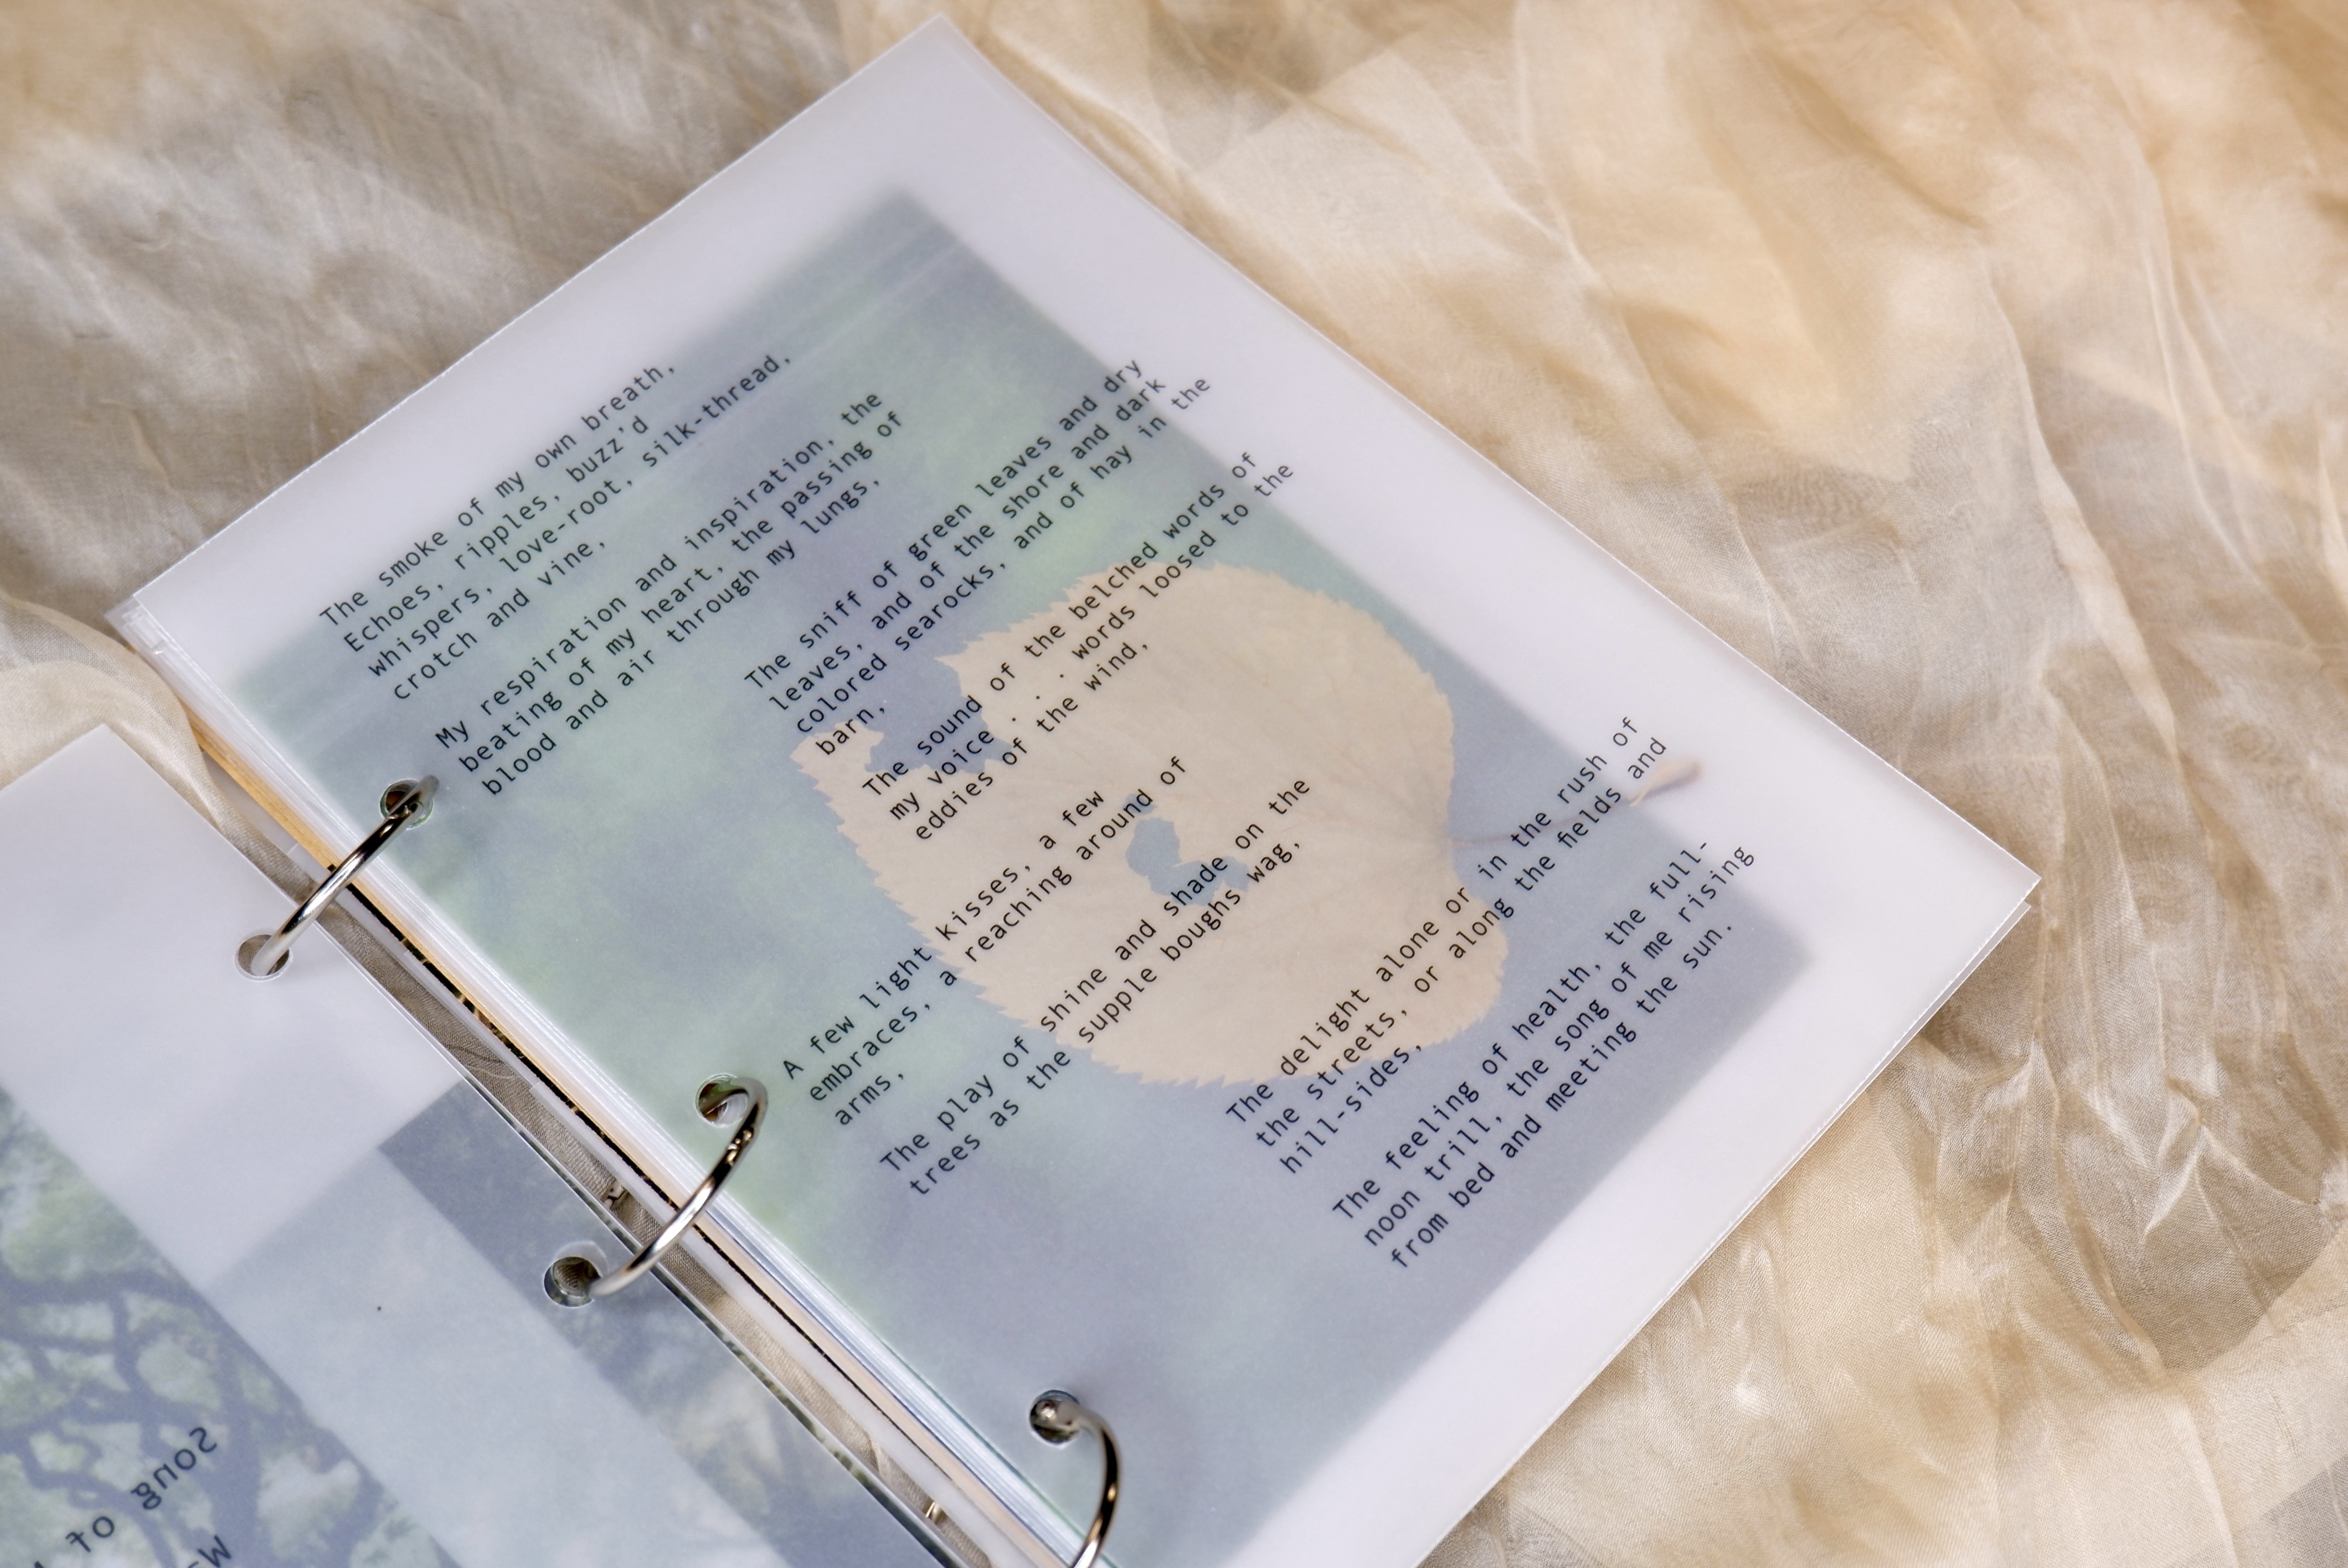 The smoke of my own breath,
Echoes, ripples, buzz'd
whispers, love-root, silk-thread,
crotch and vine,
My respiration and inspiration, the
beating of my heart, the passing of
blood and air through my lungs,
The sniff of green leaves and dry
leaves, and of the shore and dark
colored searocks, and of hay in the
barn,
The sound of the belched words of
my voice . . . words loosed to the
eddies of the wind,
A few light kisses, a few
embraces, a reaching around of
arms,
The play of shine and shade on the
trees as the supple boughs wag,
The delight alone or in the rush of
the streets, or along the fields and
hill-sides,
The feeling of health, the full-
noon trill, the song of me rising
from bed and meeting the sun.
Song of